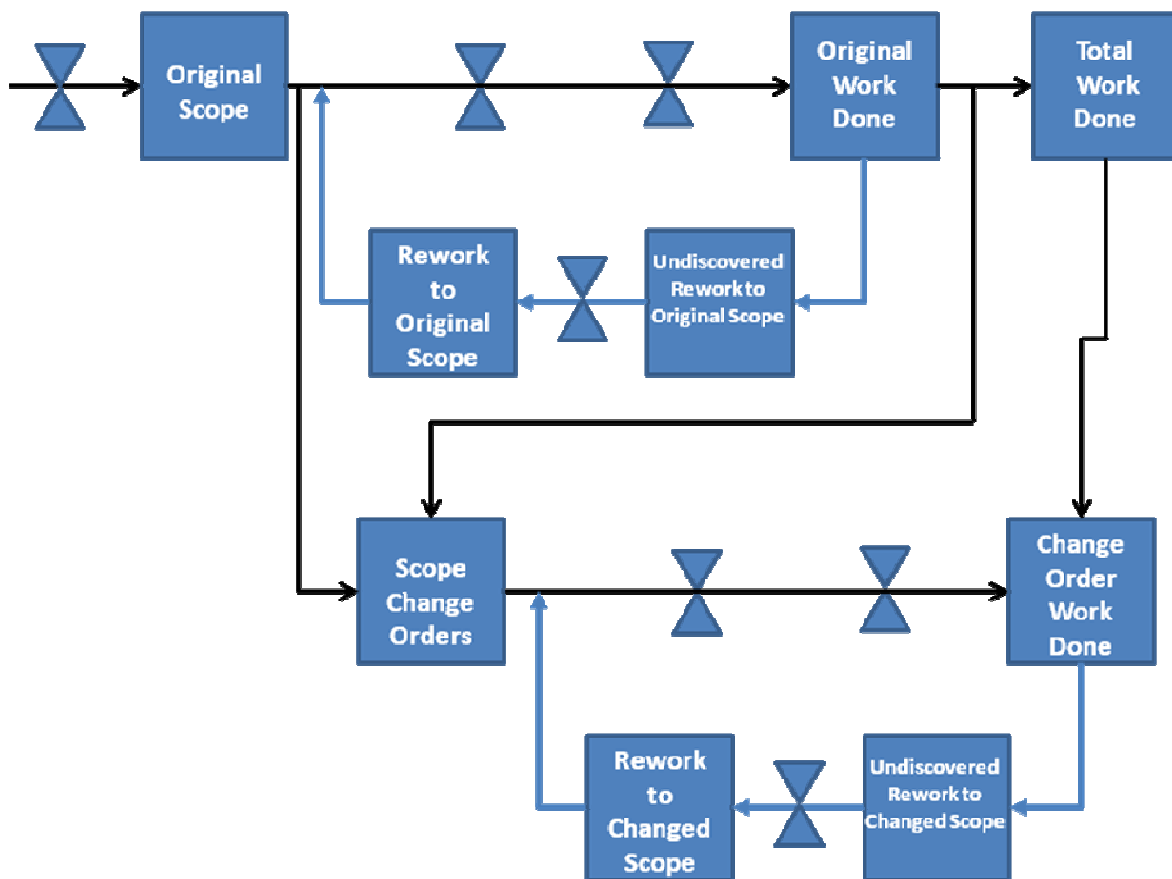 Original
Scope
Original
Work
Done
Total
Work
Done
Rework
to
Original
Scope
Undiscovered
Rework to
Original Scope
Scope
Change
Orders
Change
Order
Work
Done
Rework
to
Changed
Scope
Undiscovered
Rework to
Changed Scope